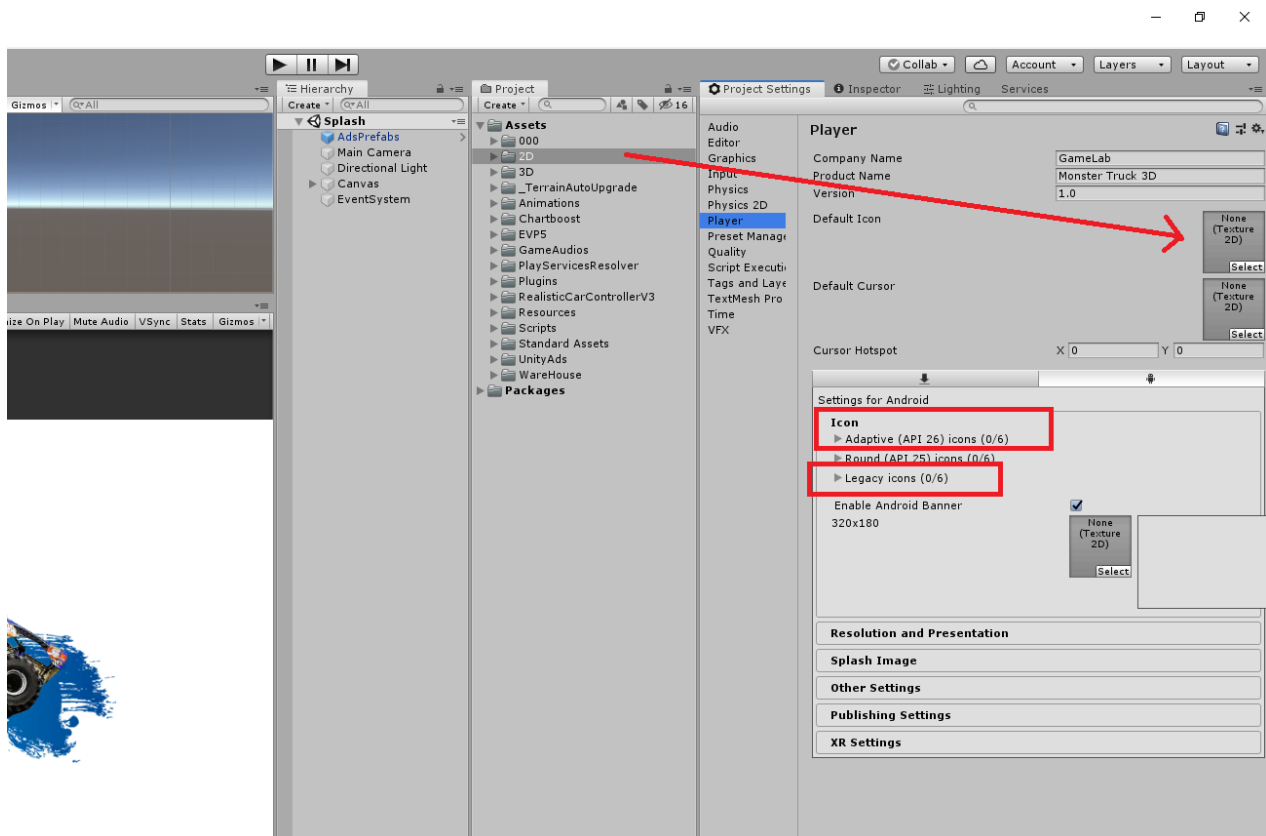 Collab
Account
Layers
Layout
Gizmos
All
ize On Play
Mute Audio
VSync
Stats
Gizmos
Hierarchy
Create
All
Splash
AdsPrefabs
Main Camera
Directional Light
Canvas
EventSystem
Project
Create
16
Assets
000
2D
3D
_TerrainAutoUpgrade
Animations
Chartboost
EVP5
GameAudios
PlayServicesResolver
Plugins
RealisticCarControllerV3
Resources
Scripts
Standard Assets
UnityAds
WareHouse
Packages
Project Settings
Inspector
Lighting
Services
Audio
Editor
Graphics
Input
Physics
Physics 2D
Player
Preset Manage
Quality
Script Executi
Tags and Laye
TextMesh Pro
Time
VFX
Player
Company Name
GameLab
Product Name
Monster Truck 3D
Version
1.0
Default Icon
None
(Texture
2D)
Select
Default Cursor
None
(Texture
2D)
Select
Cursor Hotspot
X 0
Y 0
Settings for Android
Icon
Adaptive (API 26) icons (0/6)
Round (API 25) icons (0/6)
Legacy icons (0/6)
Enable Android Banner
320x180
None
(Texture
2D)
Select
Resolution and Presentation
Splash Image
Other Settings
Publishing Settings
XR Settings